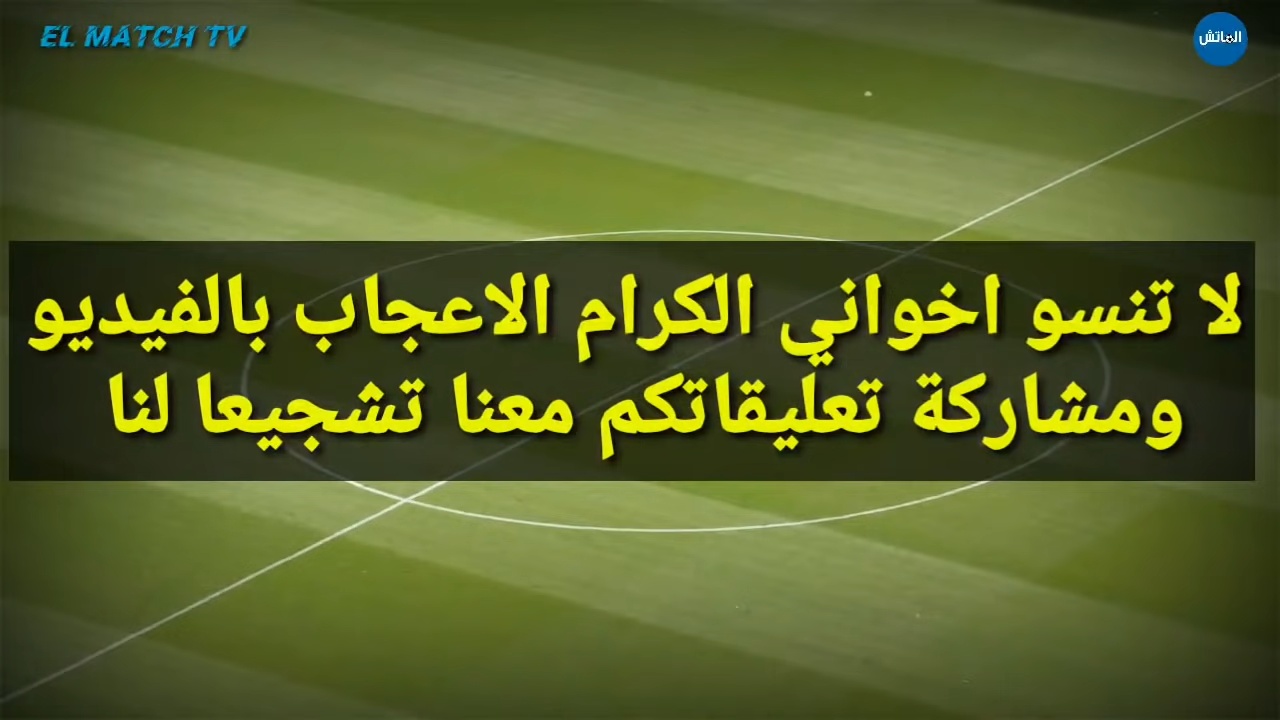 EL MATCH TV
الماتش
لا تنسو اخواني الكرام الاعجاب بالفيديو
ومشاركة تعليقاتكم معنا تشجيعا لنا